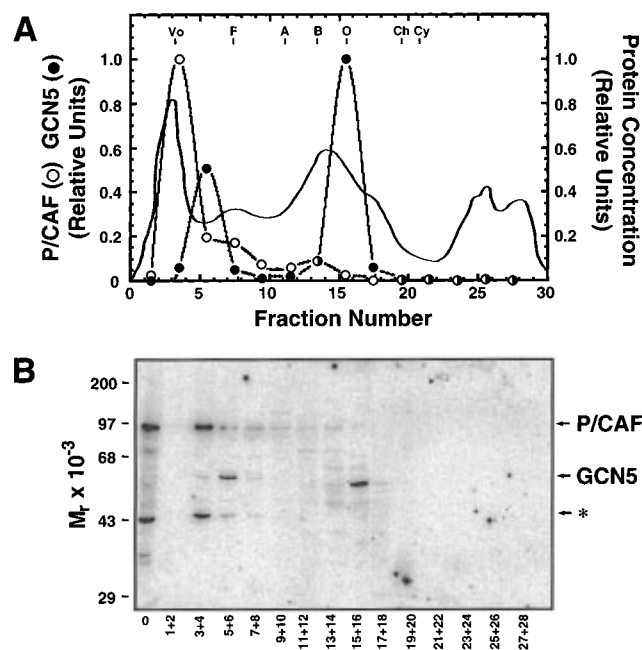 A
Vo F A B O Ch Cy
P/CAF (○) GCN5 (●)
(Relative Units)
1.0
0.8
0.6
0.4
0.2
0
1.0
0.8
0.6
0.4
0.2
Protein Concentration
(Relative Units)
0 5 10 15 20 25 30
Fraction Number
B
Mr x 10-3
200
97
68
43
29
P/CAF
GCN5
*
0 1+2 3+4 5+6 7+8 9+10 11+12 13+14 15+16 17+18 19+20 21+22 23+24 25+26 27+28